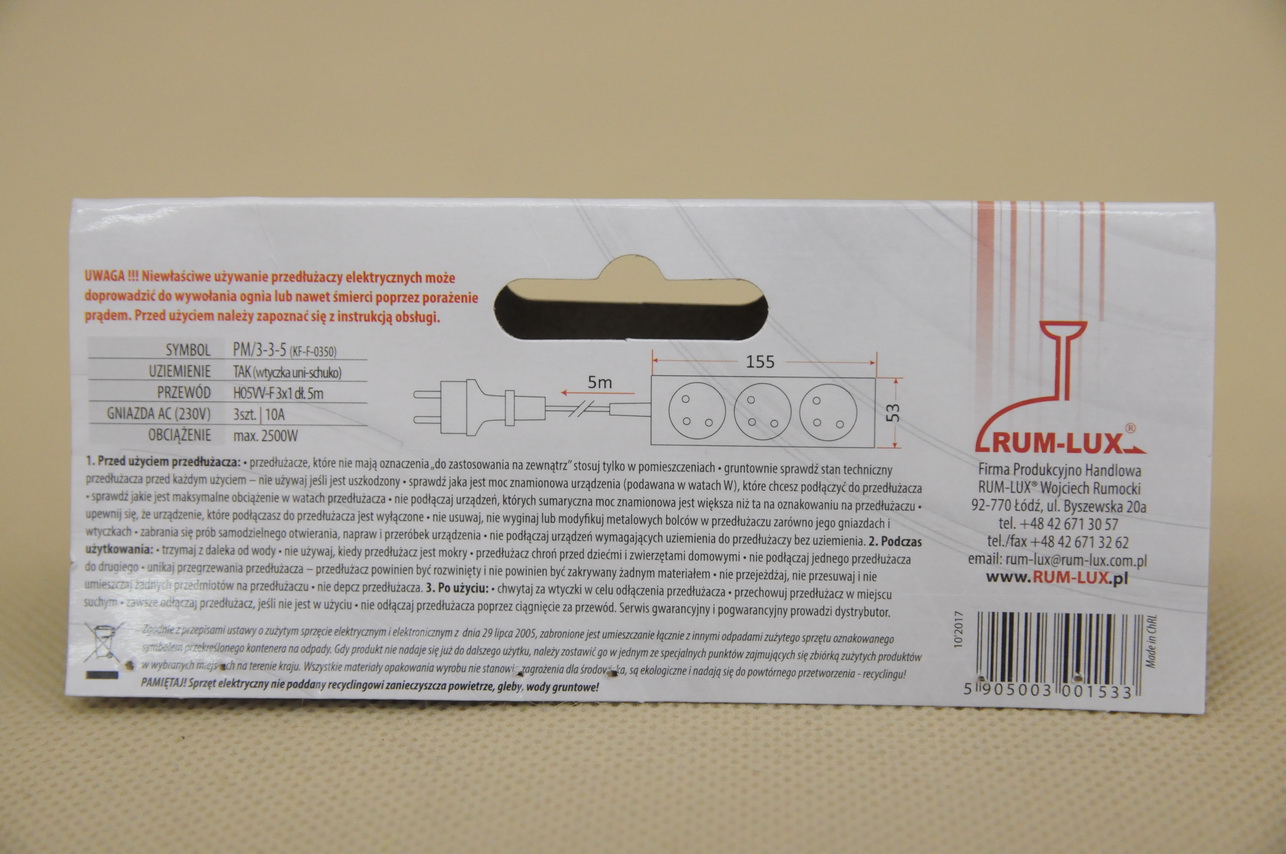 UWAGA !!! Niewłaściwe używanie przedłużaczy elektrycznych może
doprowadzić do wywołania ognia lub nawet śmierci poprzez porażenie
prądem. Przed użyciem należy zapoznać się z instrukcją obsługi.
SYMBOL PM/3-3-5 (KF-F-0350)
UZIEMIENIE TAK (wtyczka uni-schuko)
PRZEWÓD H05VV-F 3x1 dł. 5m
GNIAZDA AC (230V) 3szt. | 10A
OBCIĄŻENIE max. 2500W
5m
155
53
1. Przed użyciem przedłużacza: • przedłużacze, które nie mają oznaczenia „do zastosowania na zewnątrz" stosuj tylko w pomieszczeniach • gruntownie sprawdź stan techniczny
przedłużacza przed każdym użyciem – nie używaj jeśli jest uszkodzony • sprawdź jaka jest moc znamionowa urządzenia (podawana w watach W), które chcesz podłączyć do przedłużacza
• sprawdź jakie jest maksymalne obciążenie w watach przedłużacza • nie podłączaj urządzeń, których sumaryczna moc znamionowa jest większa niż ta na oznakowaniu na przedłużaczu •
upewnij się, że urządzenie, które podłączasz do przedłużacza jest wyłączone • nie usuwaj, nie wyginaj lub modyfikuj metalowych bolców w przedłużaczu zarówno jego gniazdach i
wtyczkach • zabrania się prób samodzielnego otwierania, napraw i przeróbek urządzenia • nie podłączaj urządzeń wymagających uziemienia do przedłużaczy bez uziemienia. 2. Podczas
użytkowania: • trzymaj z daleka od wody • nie używaj, kiedy przedłużacz jest mokry • przedłużacz chroń przed dziećmi i zwierzętami domowymi • nie podłączaj jednego przedłużacza
do drugiego • unikaj przegrzewania przedłużacza – przedłużacz powinien być rozwinięty i nie powinien być zakrywany żadnym materiałem • nie przejeżdżaj, nie przesuwaj i nie
umieszczaj żadnych przedmiotów na przedłużaczu • nie depcz przedłużacza. 3. Po użyciu: • chwytaj za wtyczki w celu odłączenia przedłużacza • przechowuj przedłużacz w miejscu
suchym • zawsze odłączaj przedłużacz, jeśli nie jest w użyciu • nie odłączaj przedłużacza poprzez ciągnięcie za przewód. Serwis gwarancyjny i pogwarancyjny prowadzi dystrybutor.
Zgodnie z przepisami ustawy o zużytym sprzęcie elektrycznym i elektronicznym z dnia 29 lipca 2005, zabronione jest umieszczanie łącznie z innymi odpadami zużytego sprzętu oznakowanego
symbolem przekreślonego kontenera na odpady. Gdy produkt nie nadaje się już do dalszego użytku, należy zostawić go w jednym ze specjalnych punktów zajmujących się zbiórką zużytych produktów
w wybranych miejscach na terenie kraju. Wszystkie materiały opakowania wyrobu nie stanowią zagrożenia dla środowiska, są ekologiczne i nadają się do powtórnego przetworzenia - recyclingu!
PAMIĘTAJ! Sprzęt elektryczny nie poddany recyclingowi zanieczyszcza powietrze, gleby, wody gruntowe!
RUM-LUX®
Firma Produkcyjno Handlowa
RUM-LUX® Wojciech Rumocki
92-770 Łódź, ul. Byszewska 20a
tel. +48 42 671 30 57
tel./fax +48 42 671 32 62
email: rum-lux@rum-lux.com.pl
www.RUM-LUX.pl
10'2017
Made in ChRL
5 905003 001533